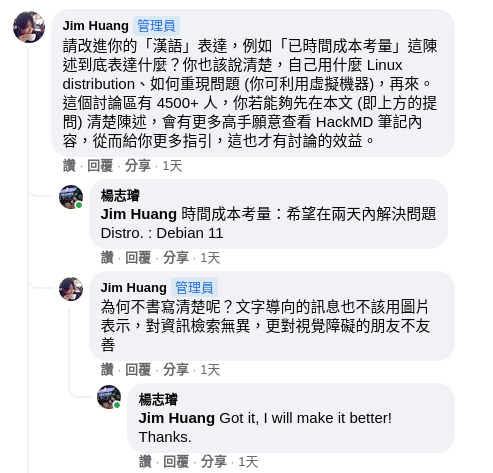 Jim Huang 管理員
請改進你的「漢語」表達，例如「已時間成本考量」這陳
述到底表達什麼？你也該說清楚，自己用什麼 Linux
distribution、如何重現問題 (你可利用虛擬機器)，再來。
這個討論區有 4500+ 人，你若能夠先在本文 (即上方的提
問) 清楚陳述，會有更多高手願意查看 HackMD 筆記內
容，從而給你更多指引，這也才有討論的效益。
讚 · 回覆 · 分享 · 1天
楊志璿
Jim Huang 時間成本考量：希望在兩天內解決問題
Distro. : Debian 11
讚 · 回覆 · 分享 · 1天
Jim Huang 管理員
為何不書寫清楚呢？文字導向的訊息也不該用圖片
表示，對資訊檢索無異，更對視覺障礙的朋友不友
善
讚 · 回覆 · 分享 · 1天
楊志璿
Jim Huang Got it, I will make it better!
Thanks.
讚 · 回覆 · 分享 · 1天